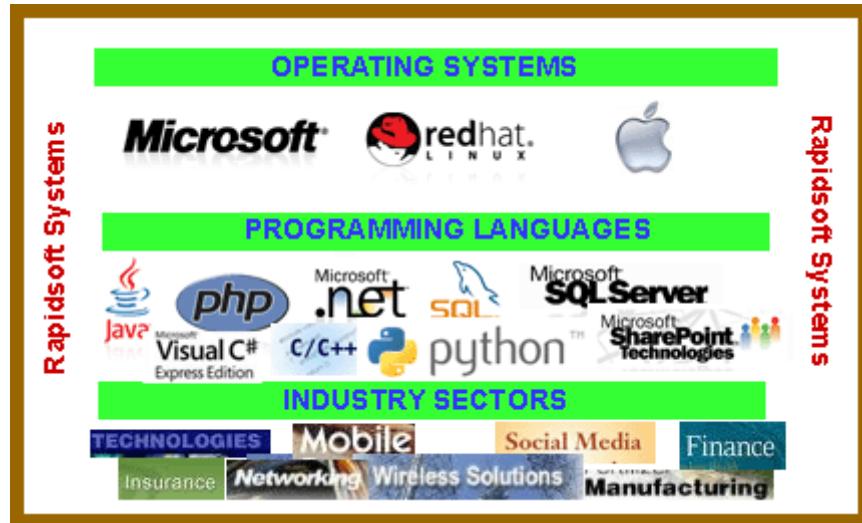 OPERATING SYSTEMS
Rapidsoft Systems
Microsoft®
redhat.
LINUX
Rapidsoft Systems
PROGRAMMING LANGUAGES
Java
php
Microsoft
.net
SQL
Microsoft
SQL Server
Microsoft
Visual C#
Express Edition
C/C++
python™
Microsoft
SharePoint
Technologies
INDUSTRY SECTORS
TECHNOLOGIES
Mobile
Social Media
Finance
Insurance
Networking
Wireless Solutions
Manufacturing